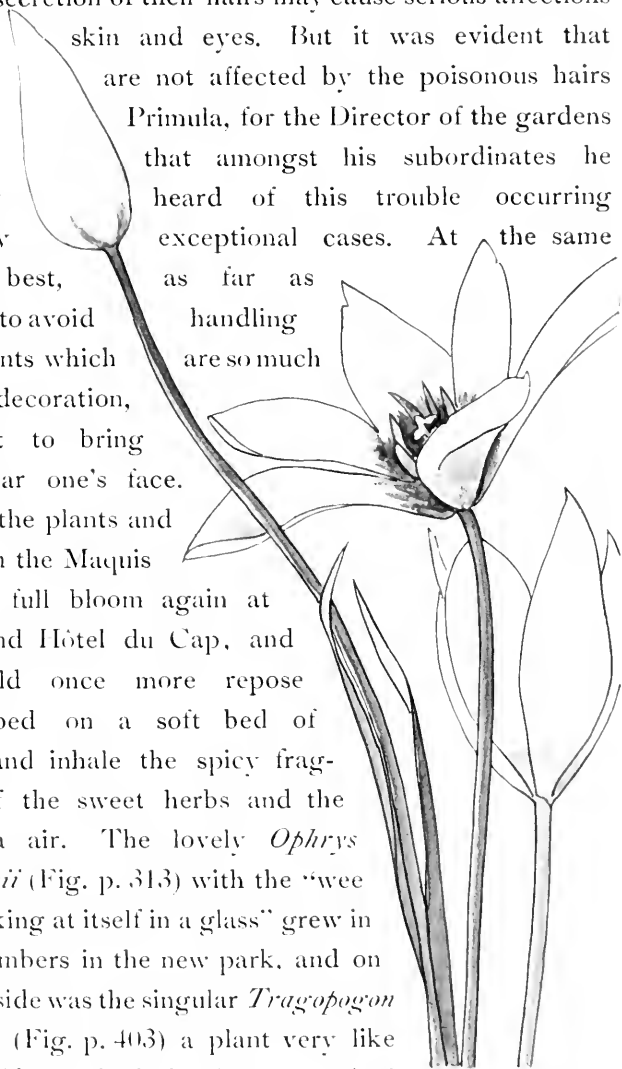 secretion of their hairs may cause serious affections
skin and eyes. But it was evident that
are not affected by the poisonous hairs
Primula, for the Director of the gardens
that amongst his subordinates he
heard of this trouble occurring
exceptional cases. At the same
best, as far as
to avoid handling
nts which are so much
decoration,
to bring
ar one's face.
the plants and
the Maquis
full bloom again at
nd Hôtel du Cap, and
ld once more repose
ped on a soft bed of
and inhale the spicy frag-
the sweet herbs and the
a air. The lovely Ophrys
ii (Fig. p. 313) with the "wee
king at itself in a glass" grew in
mbers in the new park, and on
side was the singular Tragopogon
(Fig. p. 403) a plant very like